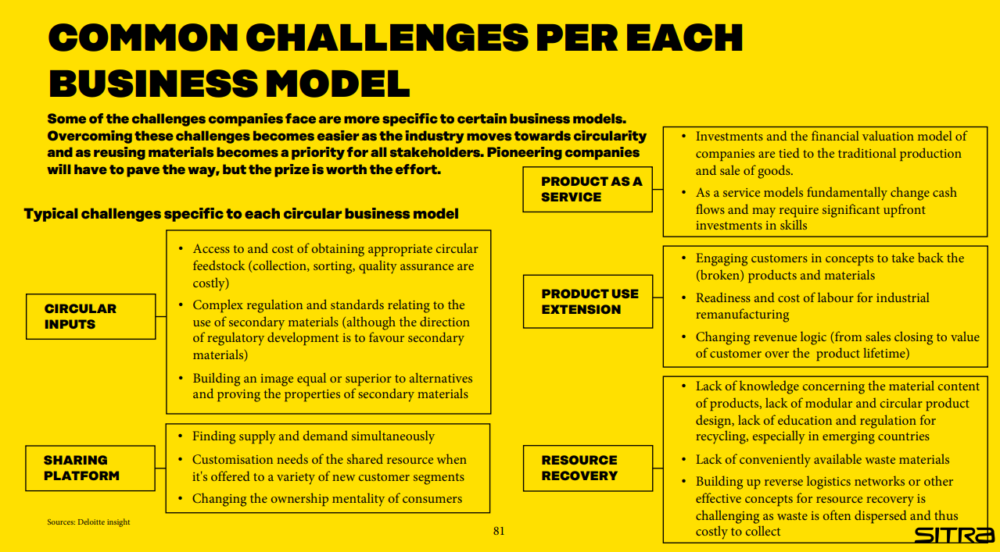 COMMON CHALLENGES PER EACH
BUSINESS MODEL
Some of the challenges companies face are more specific to certain business models.
Overcoming these challenges becomes easier as the industry moves towards circularity
and as reusing materials becomes a priority for all stakeholders. Pioneering companies
will have to pave the way, but the prize is worth the effort.
Typical challenges specific to each circular business model
CIRCULAR
INPUTS
• Access to and cost of obtaining appropriate circular
feedstock (collection, sorting, quality assurance are
costly)
• Complex regulation and standards relating to the
use of secondary materials (although the direction
of regulatory development is to favour secondary
materials)
• Building an image equal or superior to alternatives
and proving the properties of secondary materials
SHARING
PLATFORM
• Finding supply and demand simultaneously
• Customisation needs of the shared resource when
it's offered to a variety of new customer segments
• Changing the ownership mentality of consumers
PRODUCT AS A
SERVICE
• Investments and the financial valuation model of
companies are tied to the traditional production
and sale of goods.
• As a service models fundamentally change cash
flows and may require significant upfront
investments in skills
PRODUCT USE
EXTENSION
• Engaging customers in concepts to take back the
(broken) products and materials
• Readiness and cost of labour for industrial
remanufacturing
• Changing revenue logic (from sales closing to value
of customer over the product lifetime)
RESOURCE
RECOVERY
• Lack of knowledge concerning the material content
of products, lack of modular and circular product
design, lack of education and regulation for
recycling, especially in emerging countries
• Lack of conveniently available waste materials
• Building up reverse logistics networks or other
effective concepts for resource recovery is
challenging as waste is often dispersed and thus
costly to collect
Sources: Deloitte insight
81
SITRA